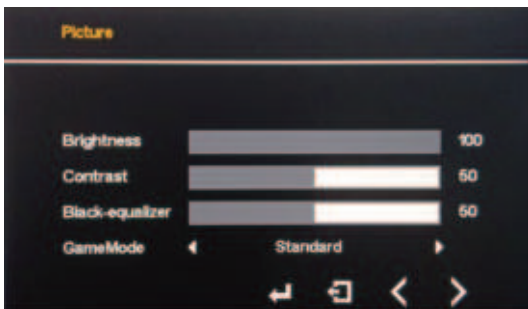 Picture
Brightness 100
Contrast 50
Black-equalizer 50
GameMode Standard